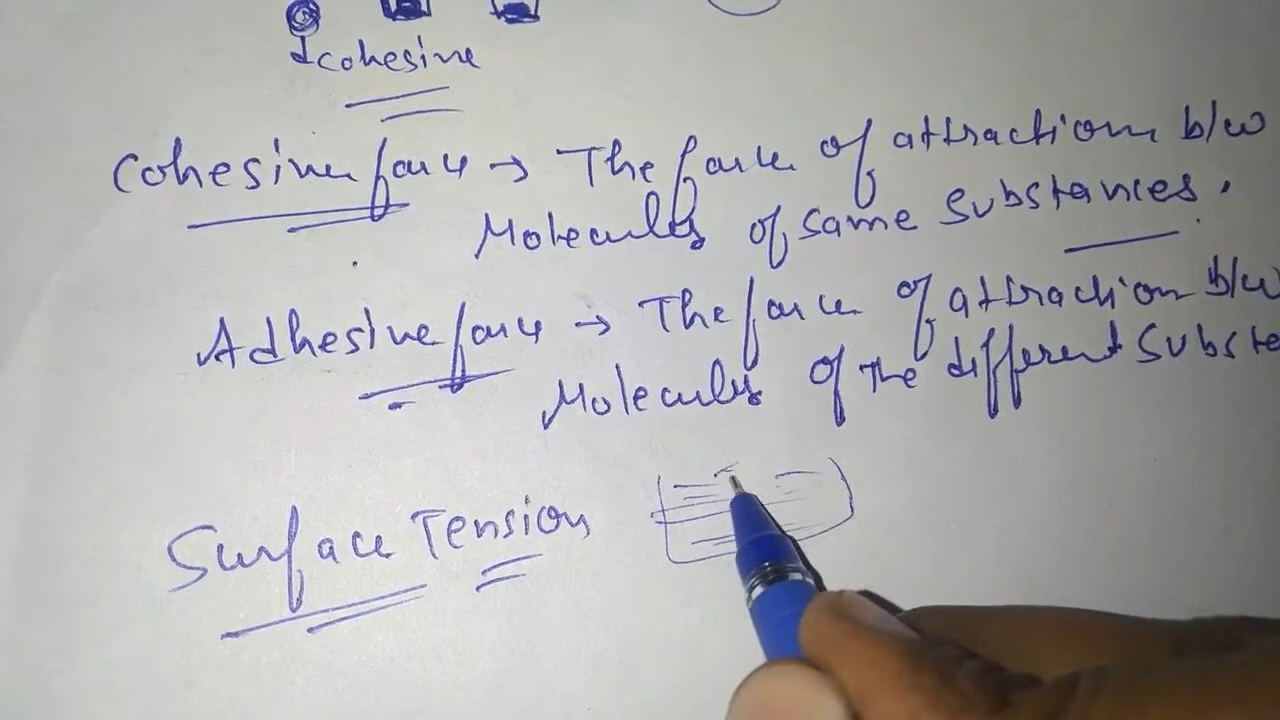 cohesive
Cohesive force → The force of attraction b/w
Molecules of same substances.
Adhesive force → The force of attraction b/w
Molecules of the different Subste
Surface Tension